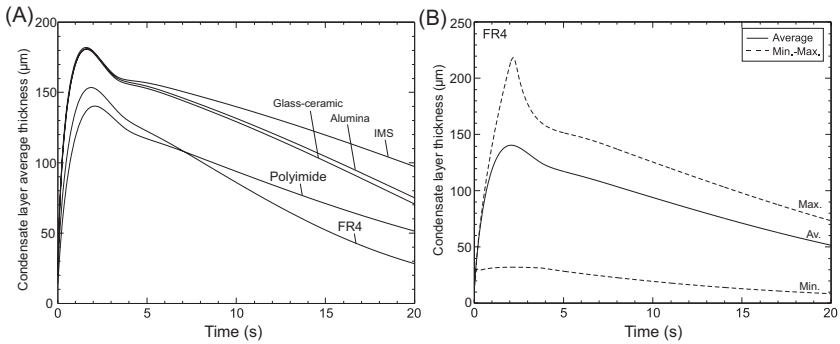 (A)
Condensate layer average thickness (µm)
200
150
100
50
0
Glass-ceramic
Alumina
IMS
Polyimide
FR4
0 5 10 15 20
Time (s)
(B)
Condensate layer thickness (µm)
250
200
150
100
50
0
FR4
Average
Min.-Max.
Max.
Av.
Min.
0 5 10 15 20
Time (s)